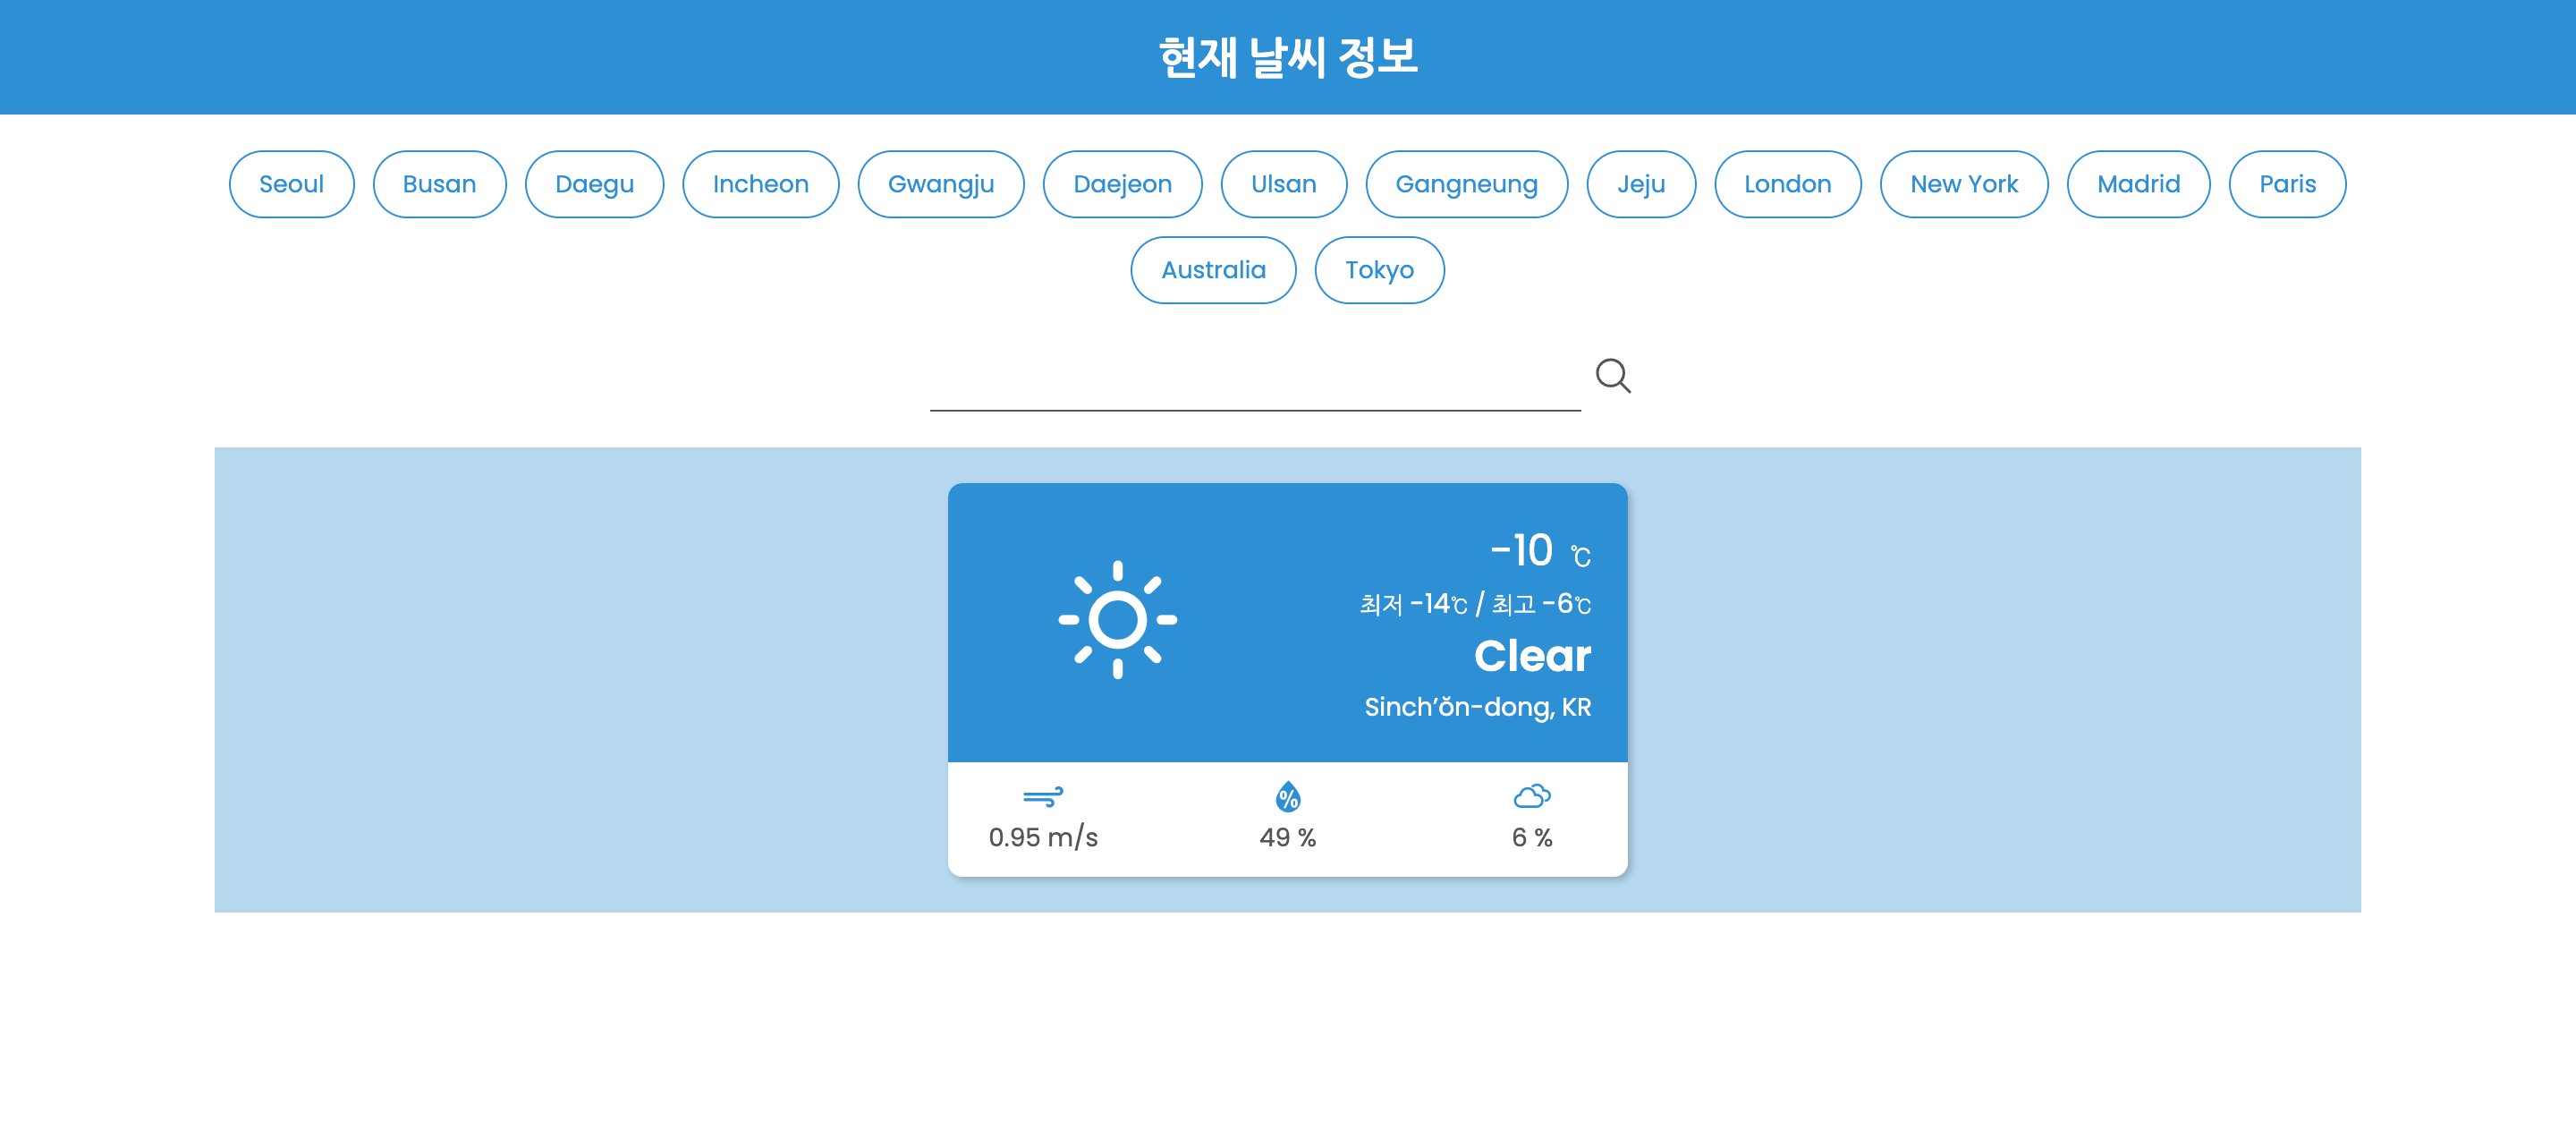 현재 날씨 정보
Seoul Busan Daegu Incheon Gwangju Daejeon Ulsan Gangneung Jeju London New York Madrid Paris
Australia Tokyo
-10 ℃
최저 -14℃ / 최고 -6℃
Clear
Sinch’ŏn-dong, KR
%
0.95 m/s 49 % 6 %